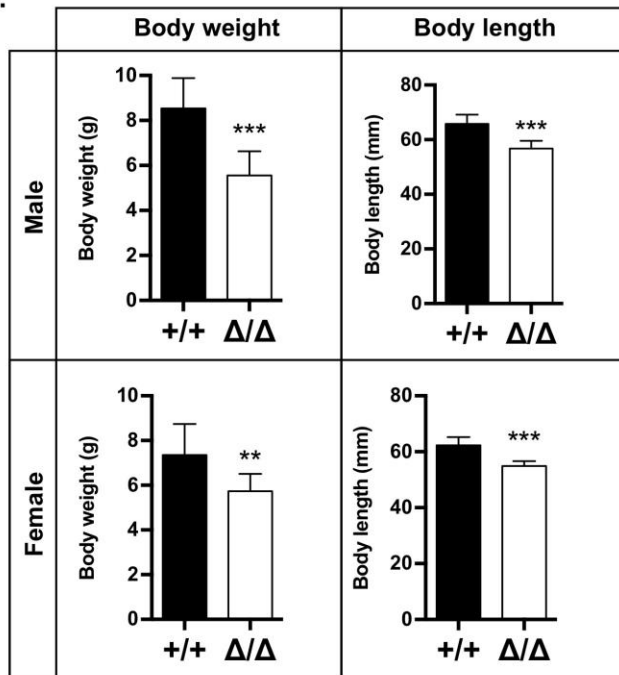 Body weight
Body length
Male
Body weight (g)
10
8
6
4
2
0
***
+/+ Δ/Δ
Body length (mm)
80
60
40
20
0
***
+/+ Δ/Δ
Female
Body weight (g)
10
8
6
4
2
0
**
+/+ Δ/Δ
Body length (mm)
80
60
40
20
0
***
+/+ Δ/Δ